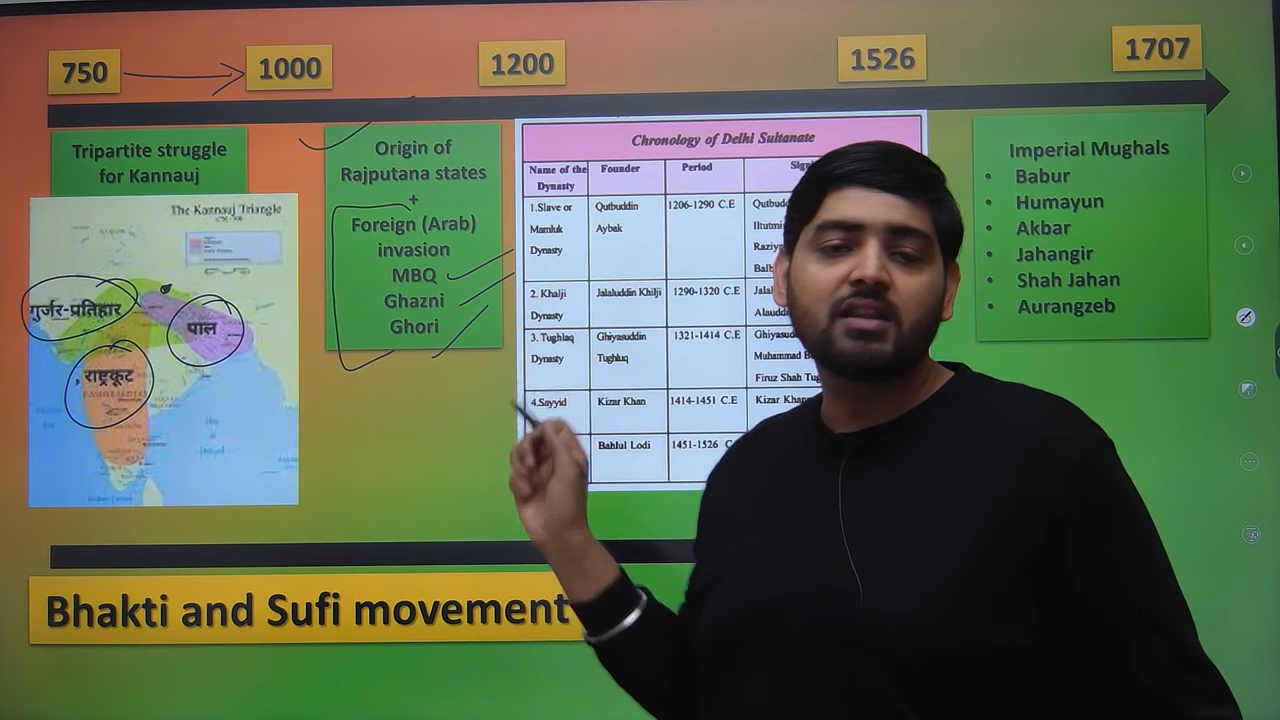 750
1000
1200
1526
1707
Tripartite struggle
for Kannauj
The Kannauj Triangle
गुर्जर-प्रतिहार
पाल
राष्ट्रकूट
Origin of
Rajputana states
+
Foreign (Arab)
invasion
MBQ
Ghazni
Ghori
Chronology of Delhi Sultanate
Name of the Dynasty Founder Period
1.Slave or Mamluk Dynasty Qutbuddin Aybak 1206-1290 C.E
2. Khalji Dynasty Jalaluddin Khilji 1290-1320 C.E
3. Tughlaq Dynasty Ghiyasuddin Tughluq 1321-1414 C.E
Firuz Shah
4.Sayyid Kizar Khan 1414-1451 C.E Kizar
Bahlul Lodi 1451-1526
Imperial Mughals
• Babur
• Humayun
• Akbar
• Jahangir
• Shah Jahan
• Aurangzeb
Bhakti and Sufi movement